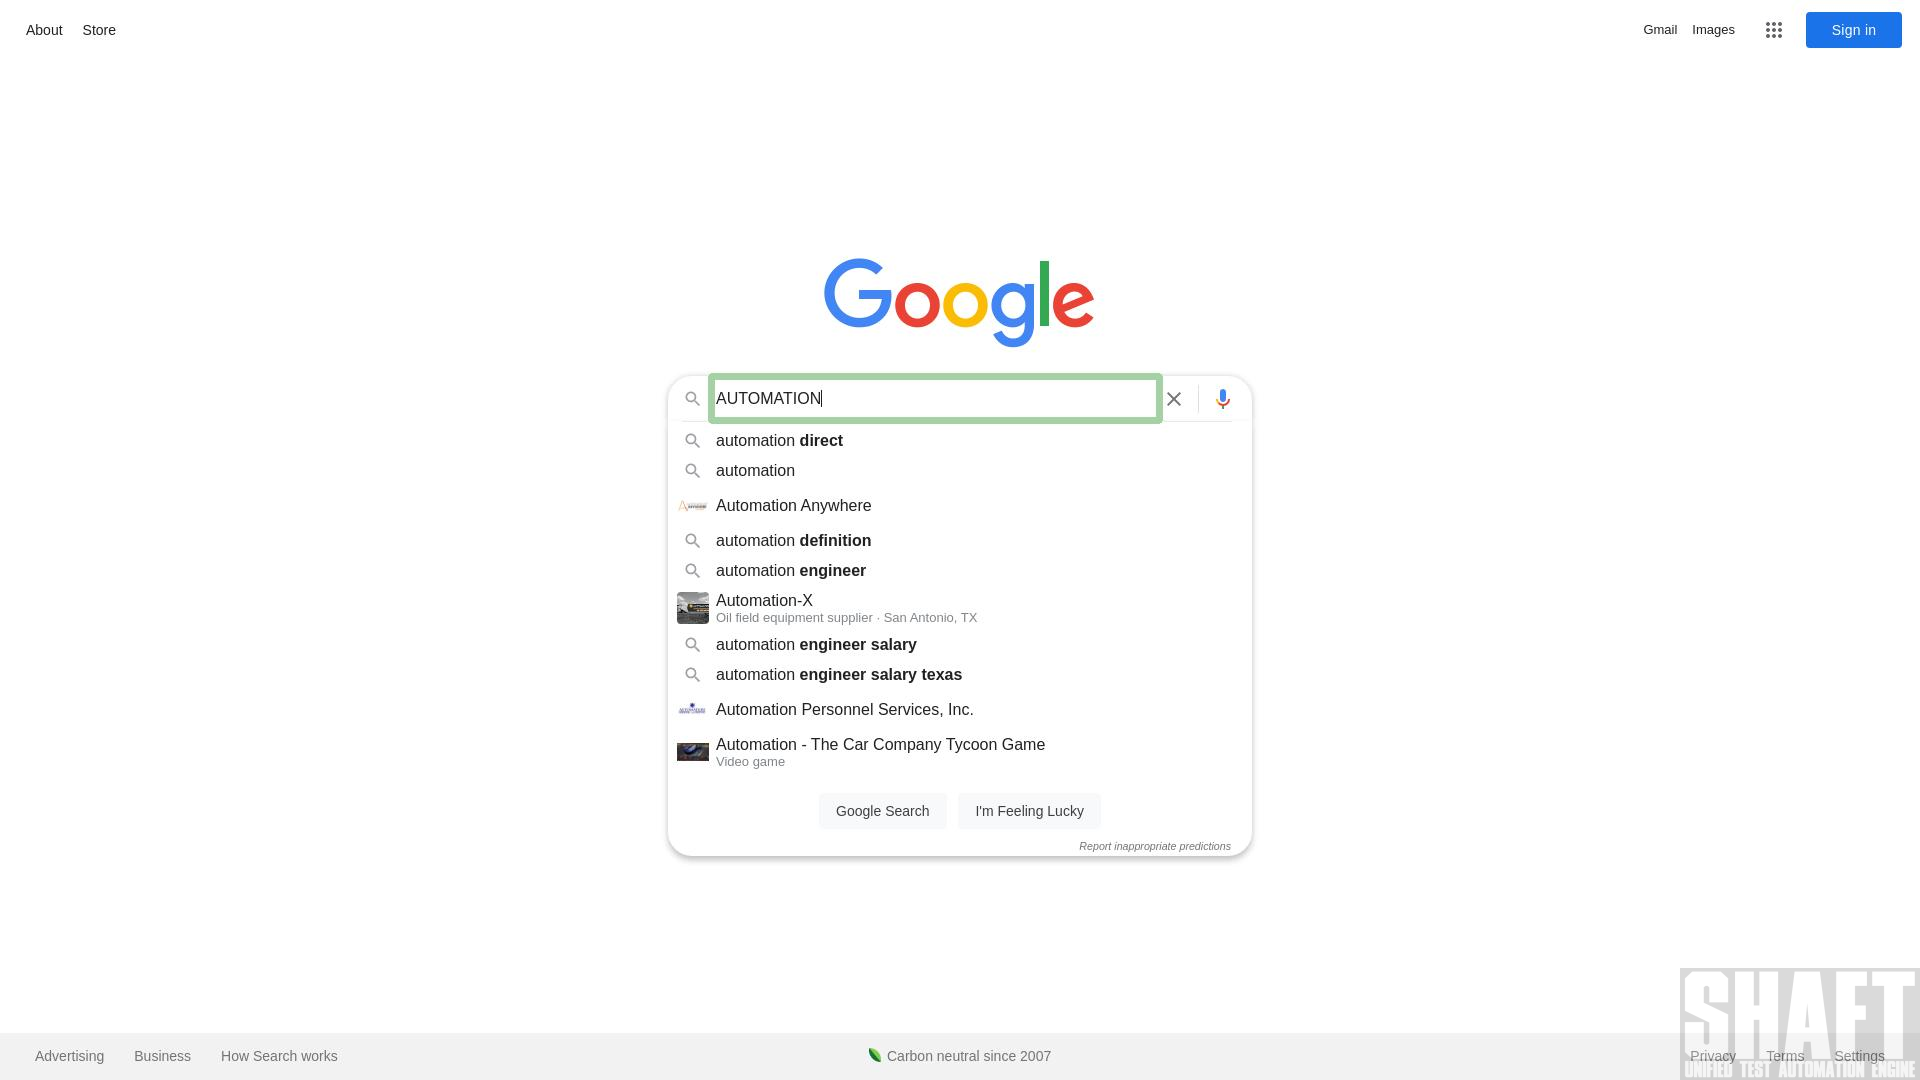 About Store
Gmail Images Sign in
Google
AUTOMATION
automation direct
automation
Automation Anywhere
automation definition
automation engineer
Automation-X
Oil field equipment supplier · San Antonio, TX
automation engineer salary
automation engineer salary texas
Automation Personnel Services, Inc.
Automation - The Car Company Tycoon Game
Video game
Google Search I'm Feeling Lucky
Report inappropriate predictions
SHAFT
Advertising Business How Search works Carbon neutral since 2007 Privacy Terms Settings
UNIFIED TEST AUTOMATION ENGINE